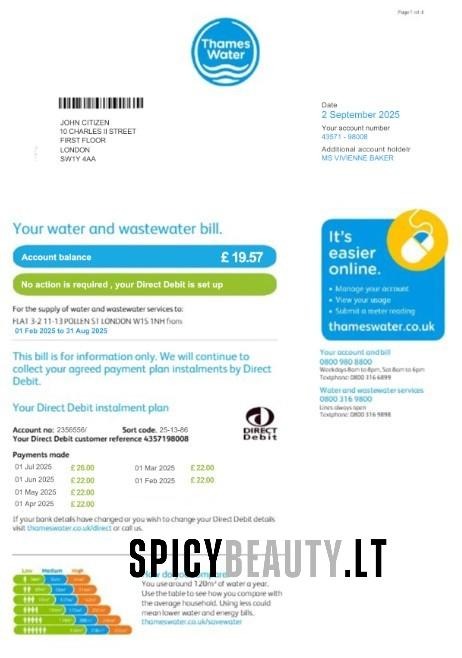 Page 1 of 4
Thames
Water
JOHN CITIZEN
10 CHARLES II STREET
FIRST FLOOR
LONDON
SW1Y 4AA
Date
2 September 2025
Your account number
43571 - 98008
Additional account holder
MS VIVIENNE BAKER
Your water and wastewater bill.
Account balance £ 19.57
No action is required , your Direct Debit is set up
For the supply of water and wastewater services to:
FLAT 3-2 11-13 POLLEN ST LONDON W1S 1NH from
01 Feb 2025 to 31 Aug 2025
It's
easier
online.
• Manage your account
• View your usage
• Submit a meter reading
thameswater.co.uk
This bill is for information only. We will continue to
collect your agreed payment plan instalments by Direct
Debit.
Your account and bill
0800 980 8800
Weekdays 8am to 8pm, Sat 8am to 6pm
Textphone: 0800 316 6899
Water and wastewater services
0800 316 9800
Lines always open
Textphone: 0800 316 9898
Your Direct Debit instalment plan
Account no: 2356556/ Sort code. 25-13-86
Your Direct Debit customer reference 4357198008
DIRECT
Debit
Payments made
01 Jul 2025 £ 26.00 01 Mar 2025 £ 22.00
01 Jun 2025 £ 22.00 01 Feb 2025 £ 22.00
01 May 2025 £ 22.00
01 Apr 2025 £ 22.00
If your bank details have changed or you wish to change your Direct Debit details
visit thameswater.co.uk/direct or call us.
SPICYBEAUTY.LT
Low Medium High
How do
You use around 120m³ of water a year.
Use the table to see how you compare with
the average household. Using less could
mean lower water and energy bills.
thameswater.co.uk/savewater